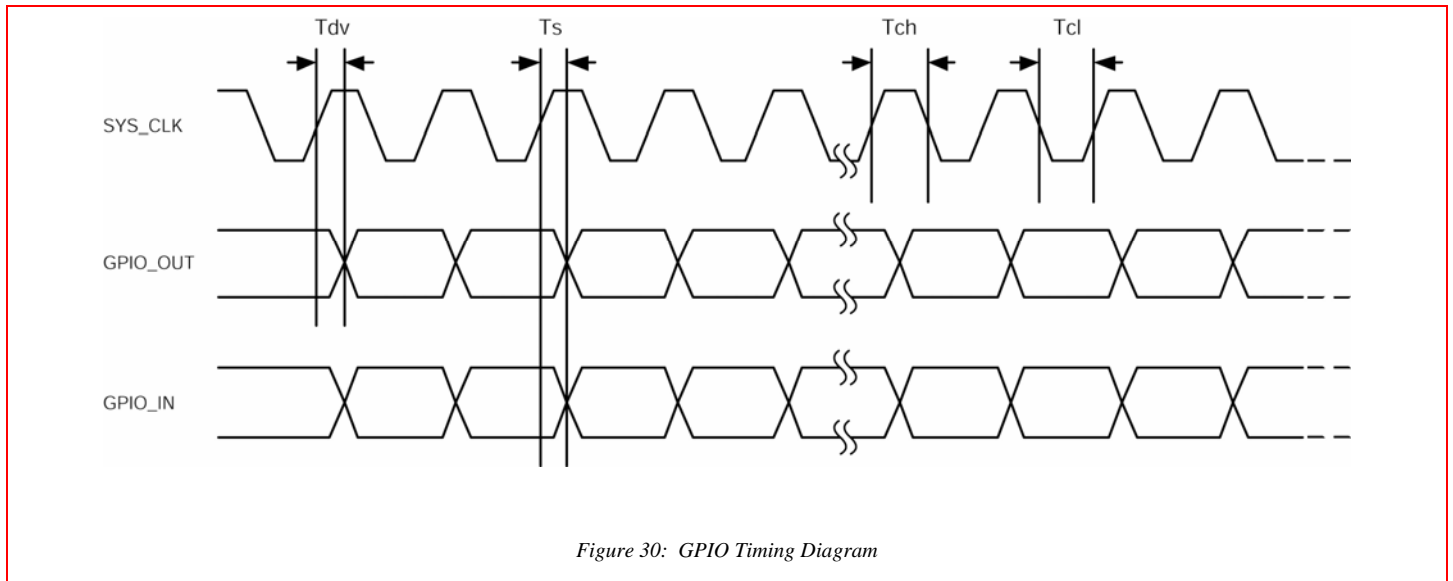 Tdv Ts Tch Tcl
SYS_CLK
GPIO_OUT
GPIO_IN
Figure 30: GPIO Timing Diagram